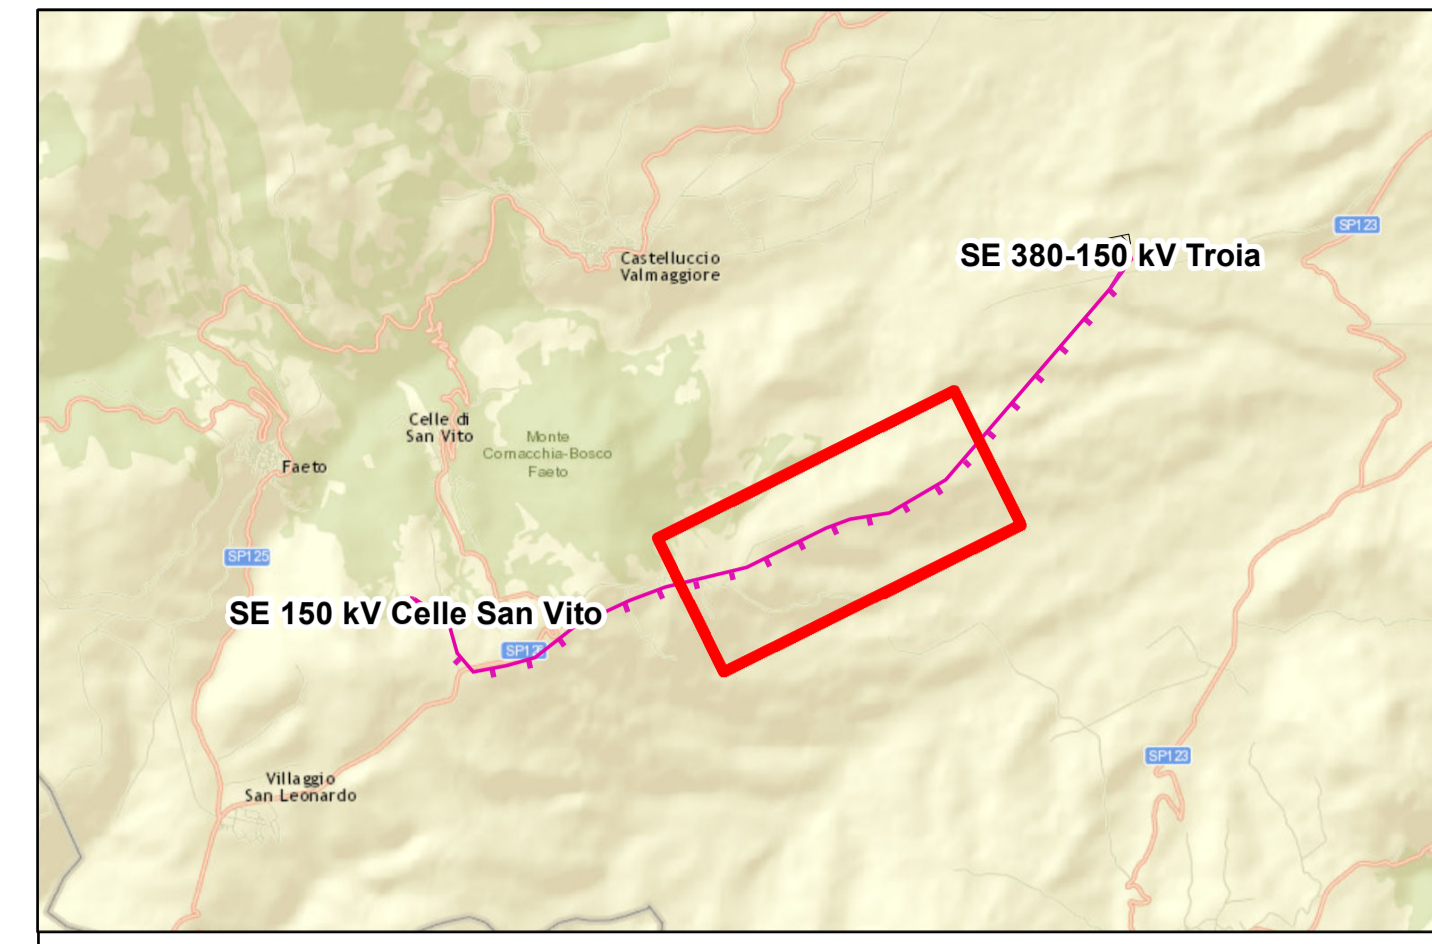 SP123
SE 380-150 kV Troia
Castelluccio
Valmaggiore
Celle di
San Vito
Monte
Cornacchia-Bosco
Faeto
Faeto
SP125
SE 150 kV Celle San Vito
SP123
Villaggio
San Leonardo